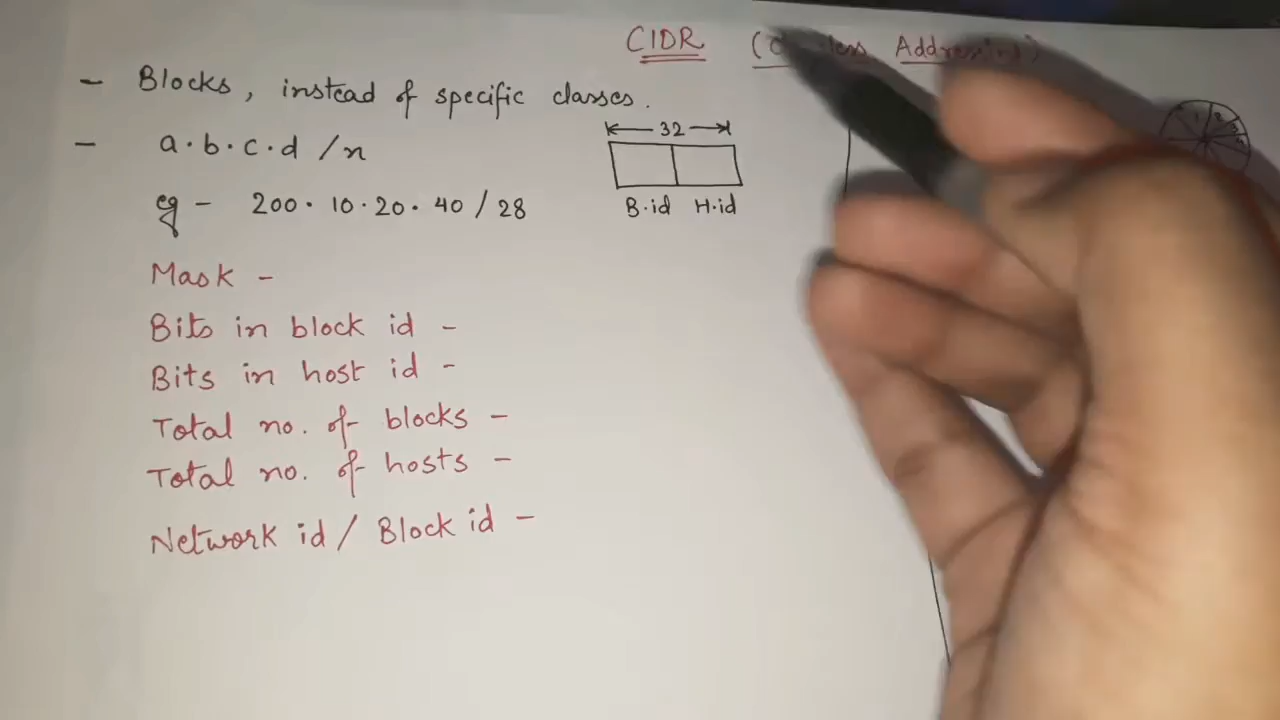 CIDR
- Blocks, instead of specific classes.
- a.b.c.d /n
32
eg - 200.10.20.40/28
B.id H.id
Mask -
Bits in block id -
Bits in host id -
Total no. of blocks -
Total no. of hosts -
Network id / Block id -